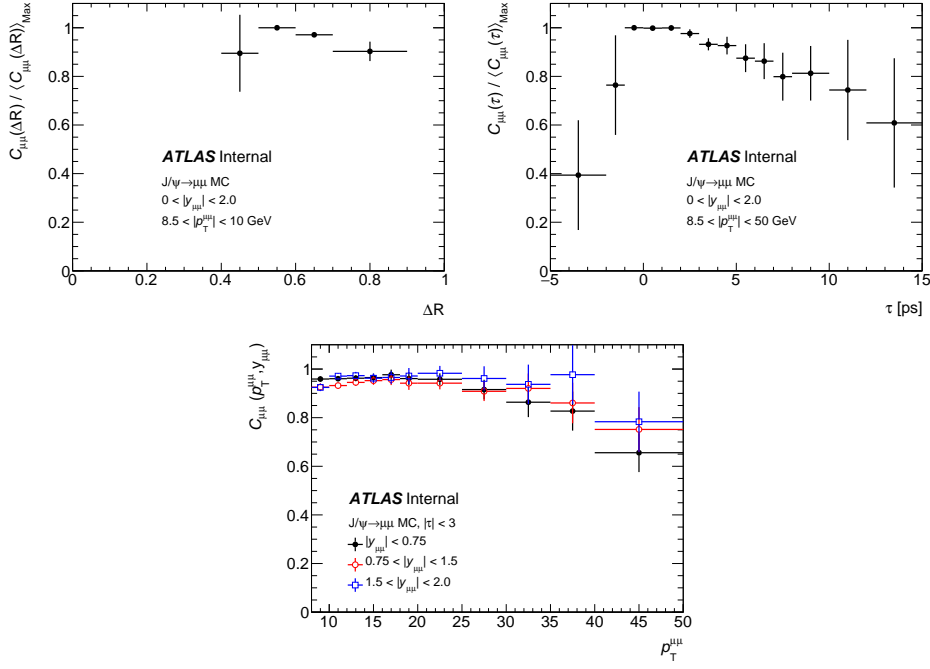 C_μμ(ΔR) / ⟨C_μμ(ΔR)⟩_Max
1
0.8
0.6
0.4
0.2
0
ATLAS Internal
J/ψ→μμ MC
0 < |y_μμ| < 2.0
8.5 < |p_T^μμ| < 10 GeV
0 0.2 0.4 0.6 0.8 1
ΔR
C_μμ(τ) / ⟨C_μμ(τ)⟩_Max
1
0.8
0.6
0.4
0.2
0
ATLAS Internal
J/ψ→μμ MC
0 < |y_μμ| < 2.0
8.5 < |p_T^μμ| < 50 GeV
−5 0 5 10 15
τ [ps]
C_μμ (p_T^μμ, y_μμ)
1
0.8
0.6
0.4
0.2
0
ATLAS Internal
J/ψ→μμ MC, |τ| < 3
|y_μμ| < 0.75
0.75 < |y_μμ| < 1.5
1.5 < |y_μμ| < 2.0
10 15 20 25 30 35 40 45 50
p_T^μμ